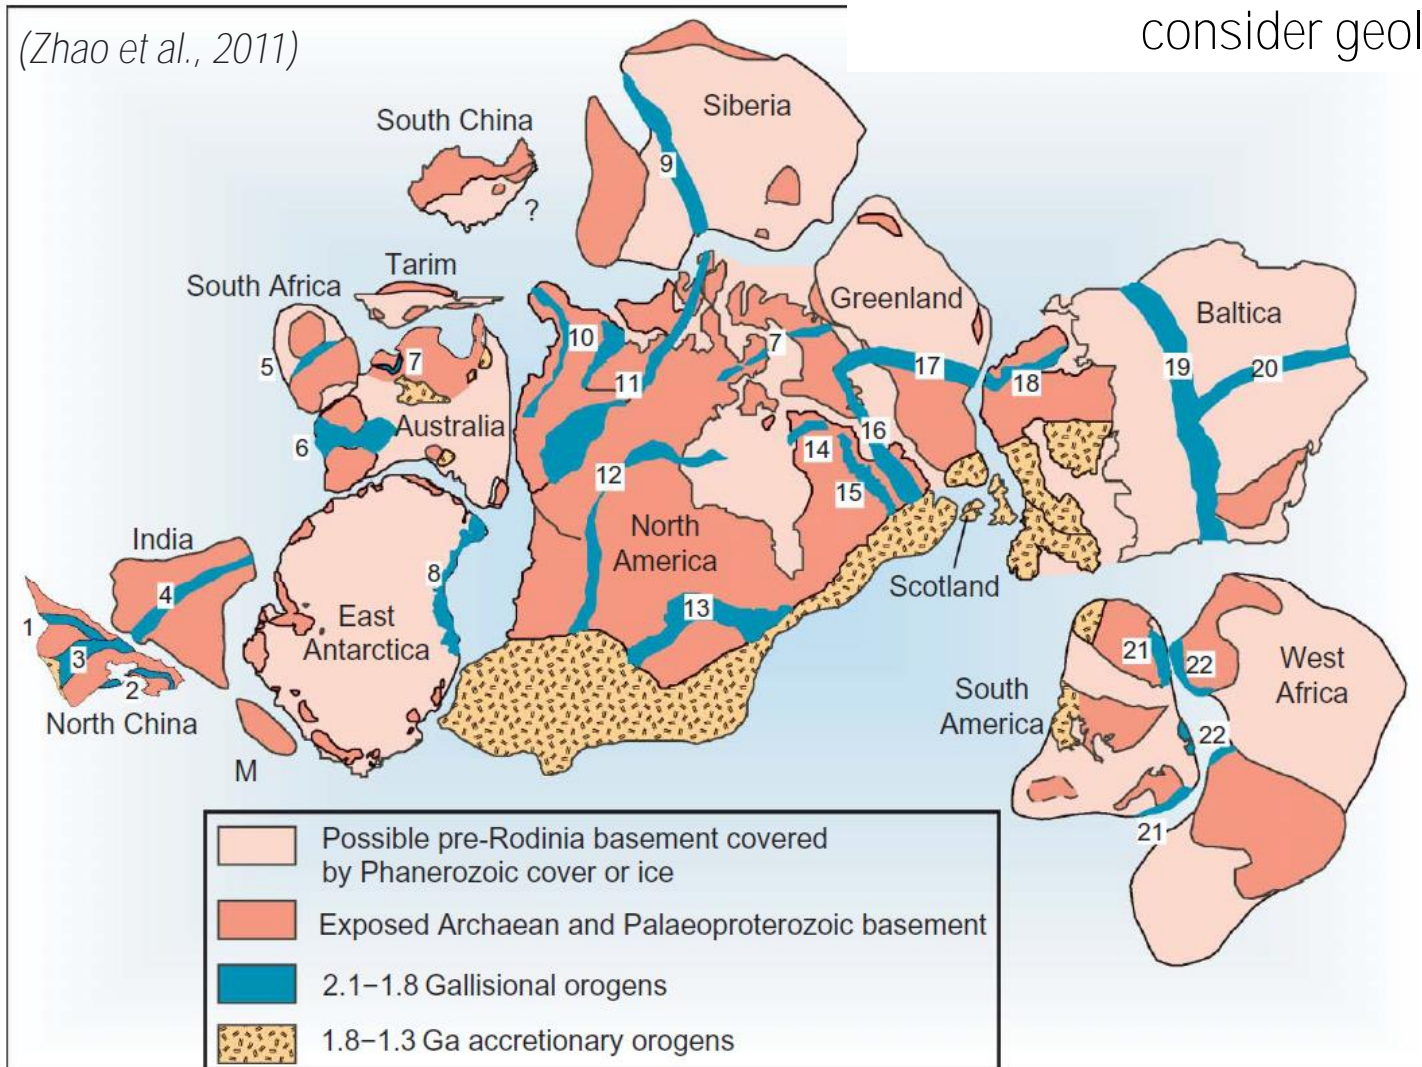 (Zhao et al., 2011)
consider geol
South China
?
Siberia
9
South Africa
Tarim
5
7
Australia
6
10
11
7
Greenland
17
18
Baltica
19
20
12
14
15
16
North
America
Scotland
13
India
4
1
3
2
North China
M
8
East
Antarctica
21
22
West
Africa
South
America
22
21
Possible pre-Rodinia basement covered
by Phanerozoic cover or ice
Exposed Archaean and Palaeoproterozoic basement
2.1–1.8 Gallisional orogens
1.8–1.3 Ga accretionary orogens